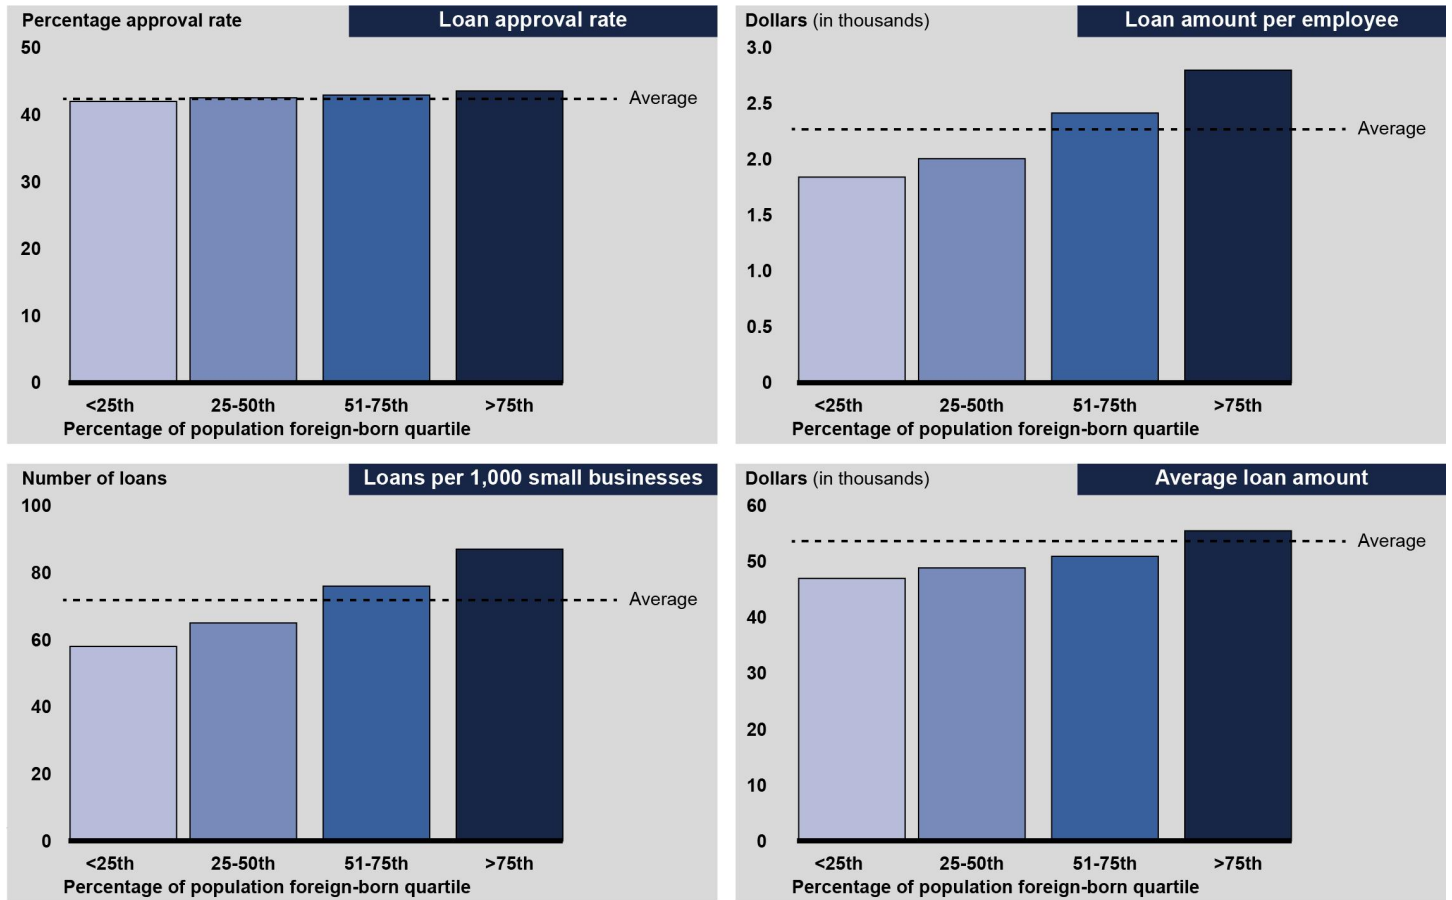 Percentage approval rate
Loan approval rate
50
40
30
20
10
0
Average
<25th 25-50th 51-75th >75th
Percentage of population foreign-born quartile
Dollars (in thousands)
Loan amount per employee
3.0
2.5
2.0
1.5
1.0
0.5
0
Average
<25th 25-50th 51-75th >75th
Percentage of population foreign-born quartile
Number of loans
Loans per 1,000 small businesses
100
80
60
40
20
0
Average
<25th 25-50th 51-75th >75th
Percentage of population foreign-born quartile
Dollars (in thousands)
Average loan amount
60
50
40
30
20
10
0
Average
<25th 25-50th 51-75th >75th
Percentage of population foreign-born quartile